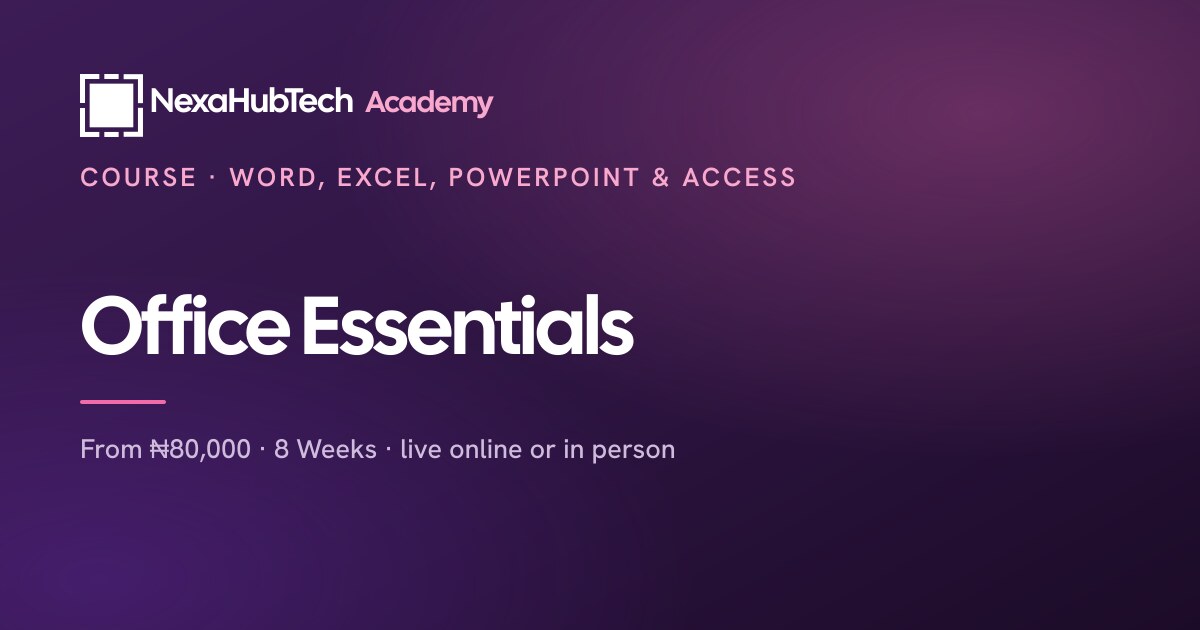 NexaHubTech Academy
COURSE · WORD, EXCEL, POWERPOINT & ACCESS
Office Essentials
From ₦80,000 · 8 Weeks · live online or in person